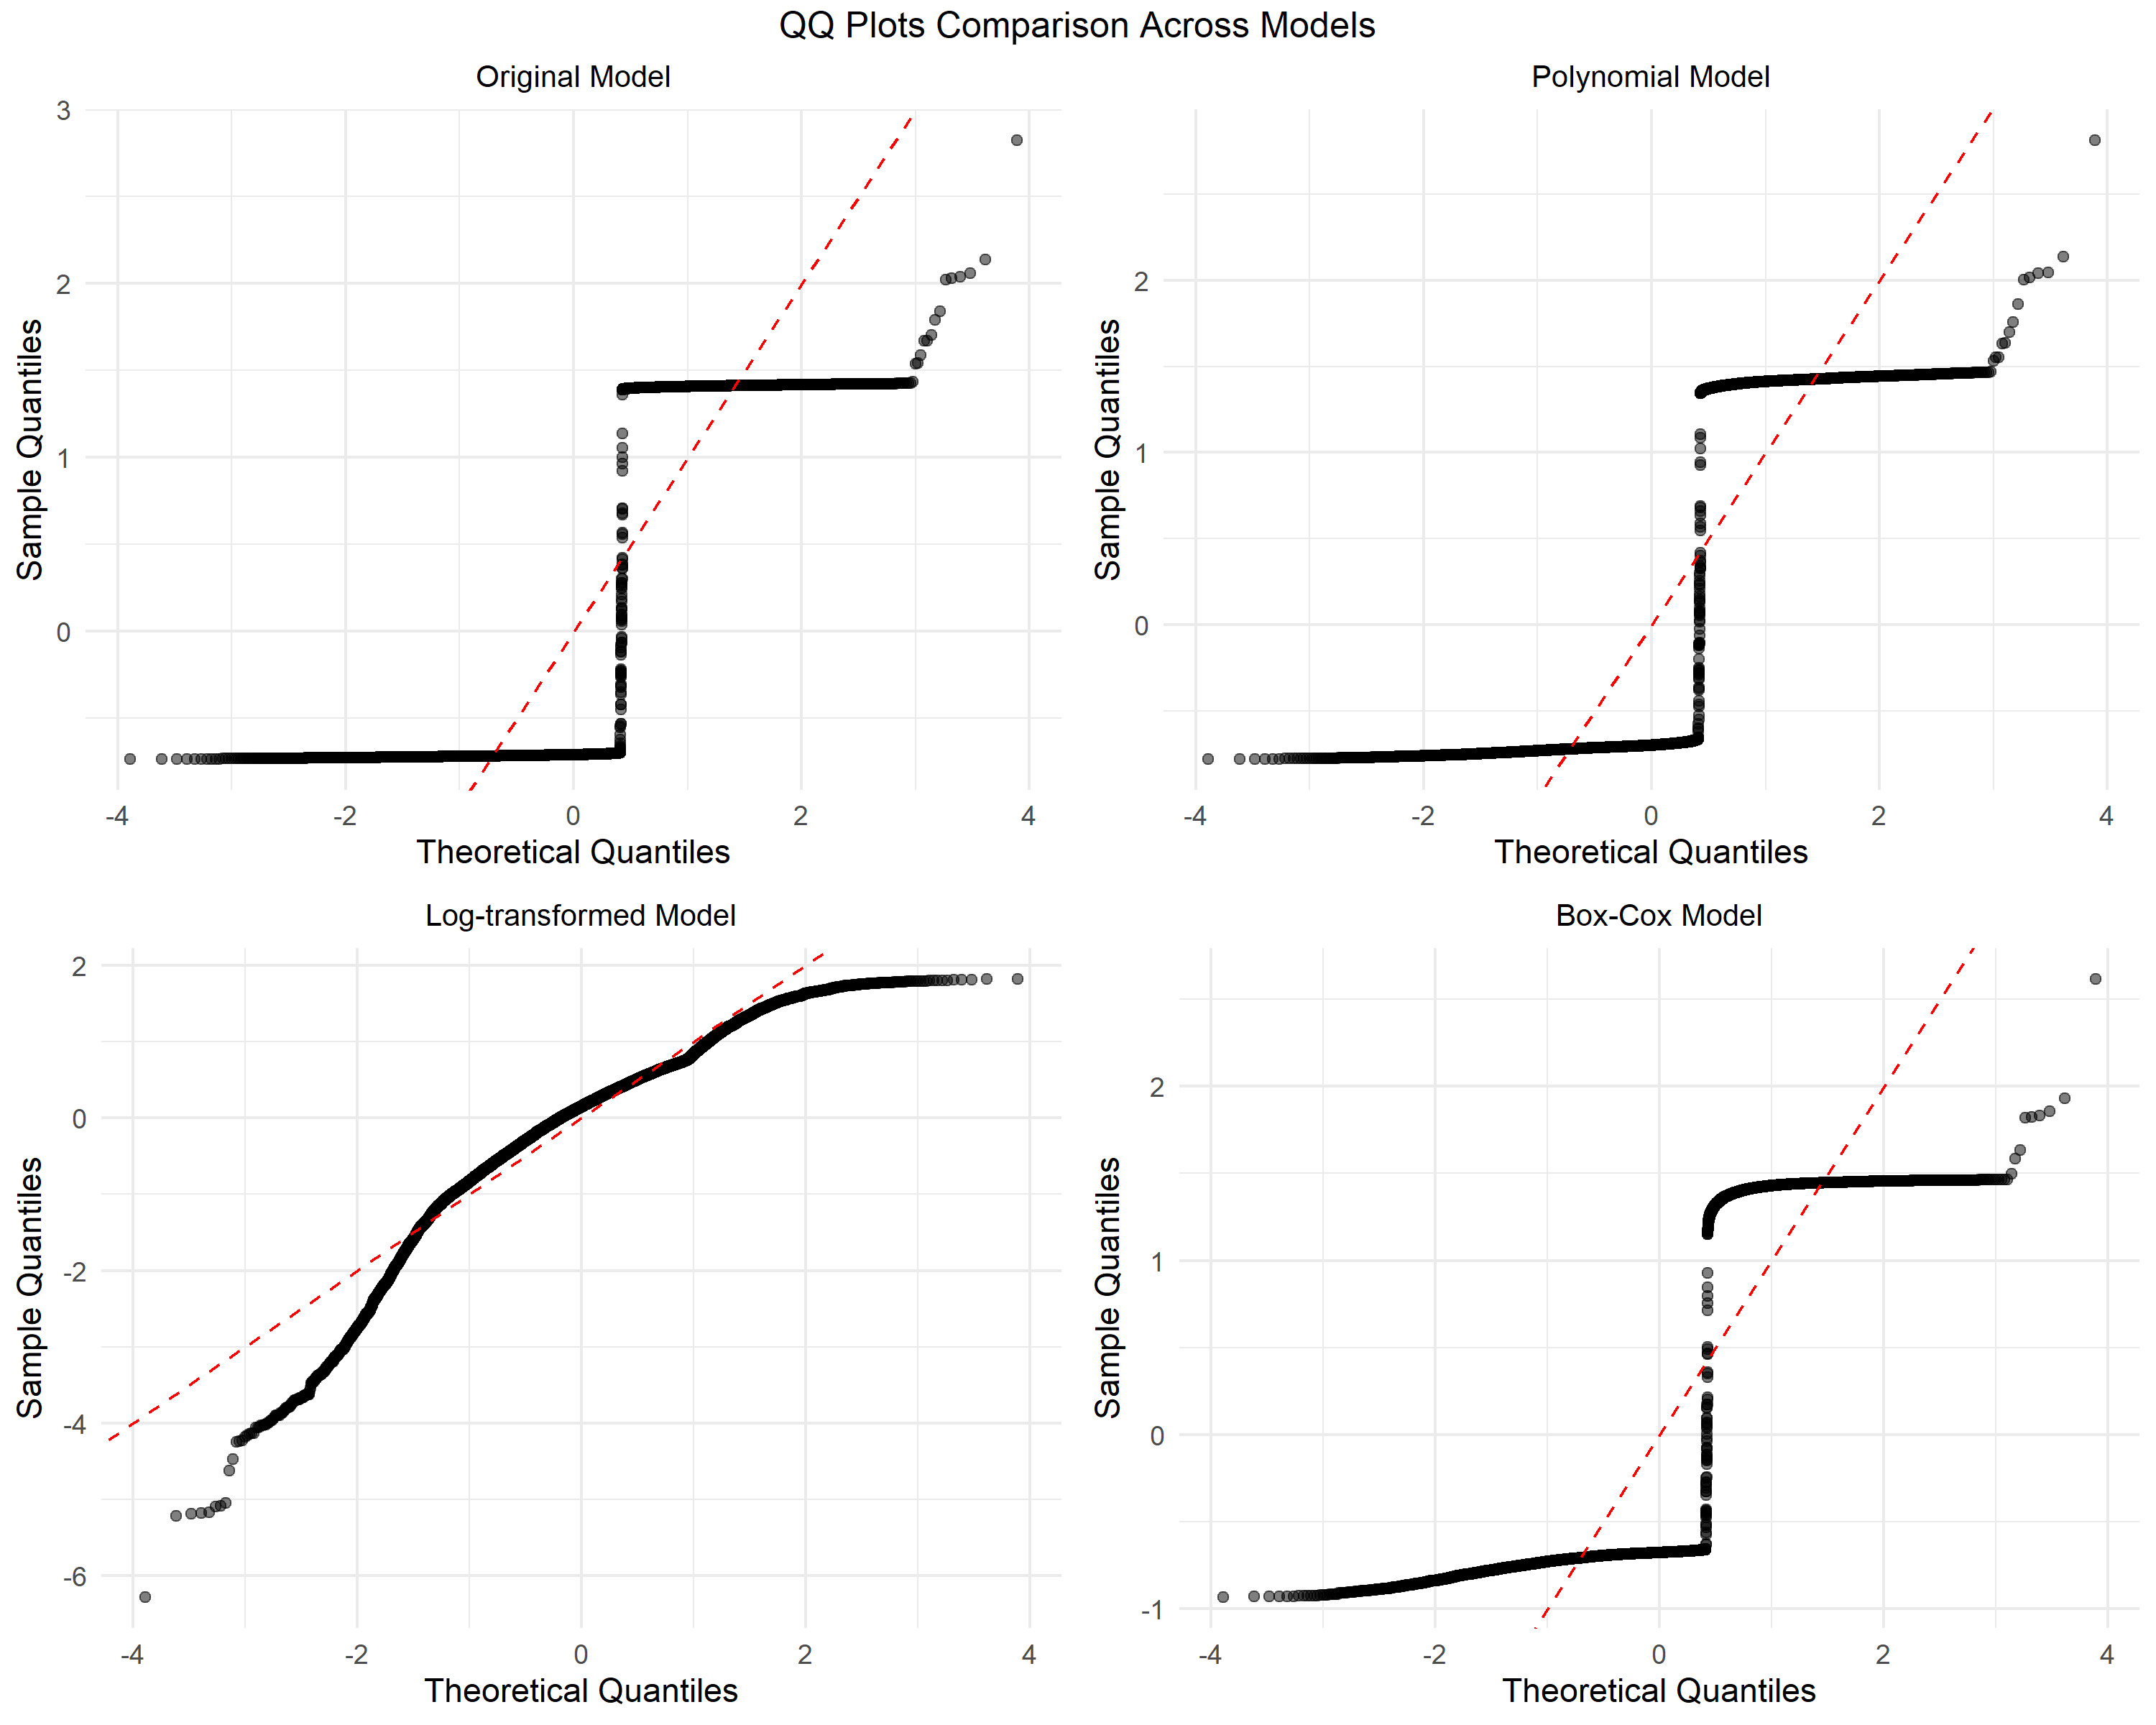 QQ Plots Comparison Across Models
Original Model
Sample Quantiles
3
2
1
0
-4 -2 0 2 4
Theoretical Quantiles
Polynomial Model
Sample Quantiles
2
1
0
-4 -2 0 2 4
Theoretical Quantiles
Log-transformed Model
Sample Quantiles
2
0
-2
-4
-6
-4 -2 0 2 4
Theoretical Quantiles
Box-Cox Model
Sample Quantiles
2
1
0
-1
-4 -2 0 2 4
Theoretical Quantiles